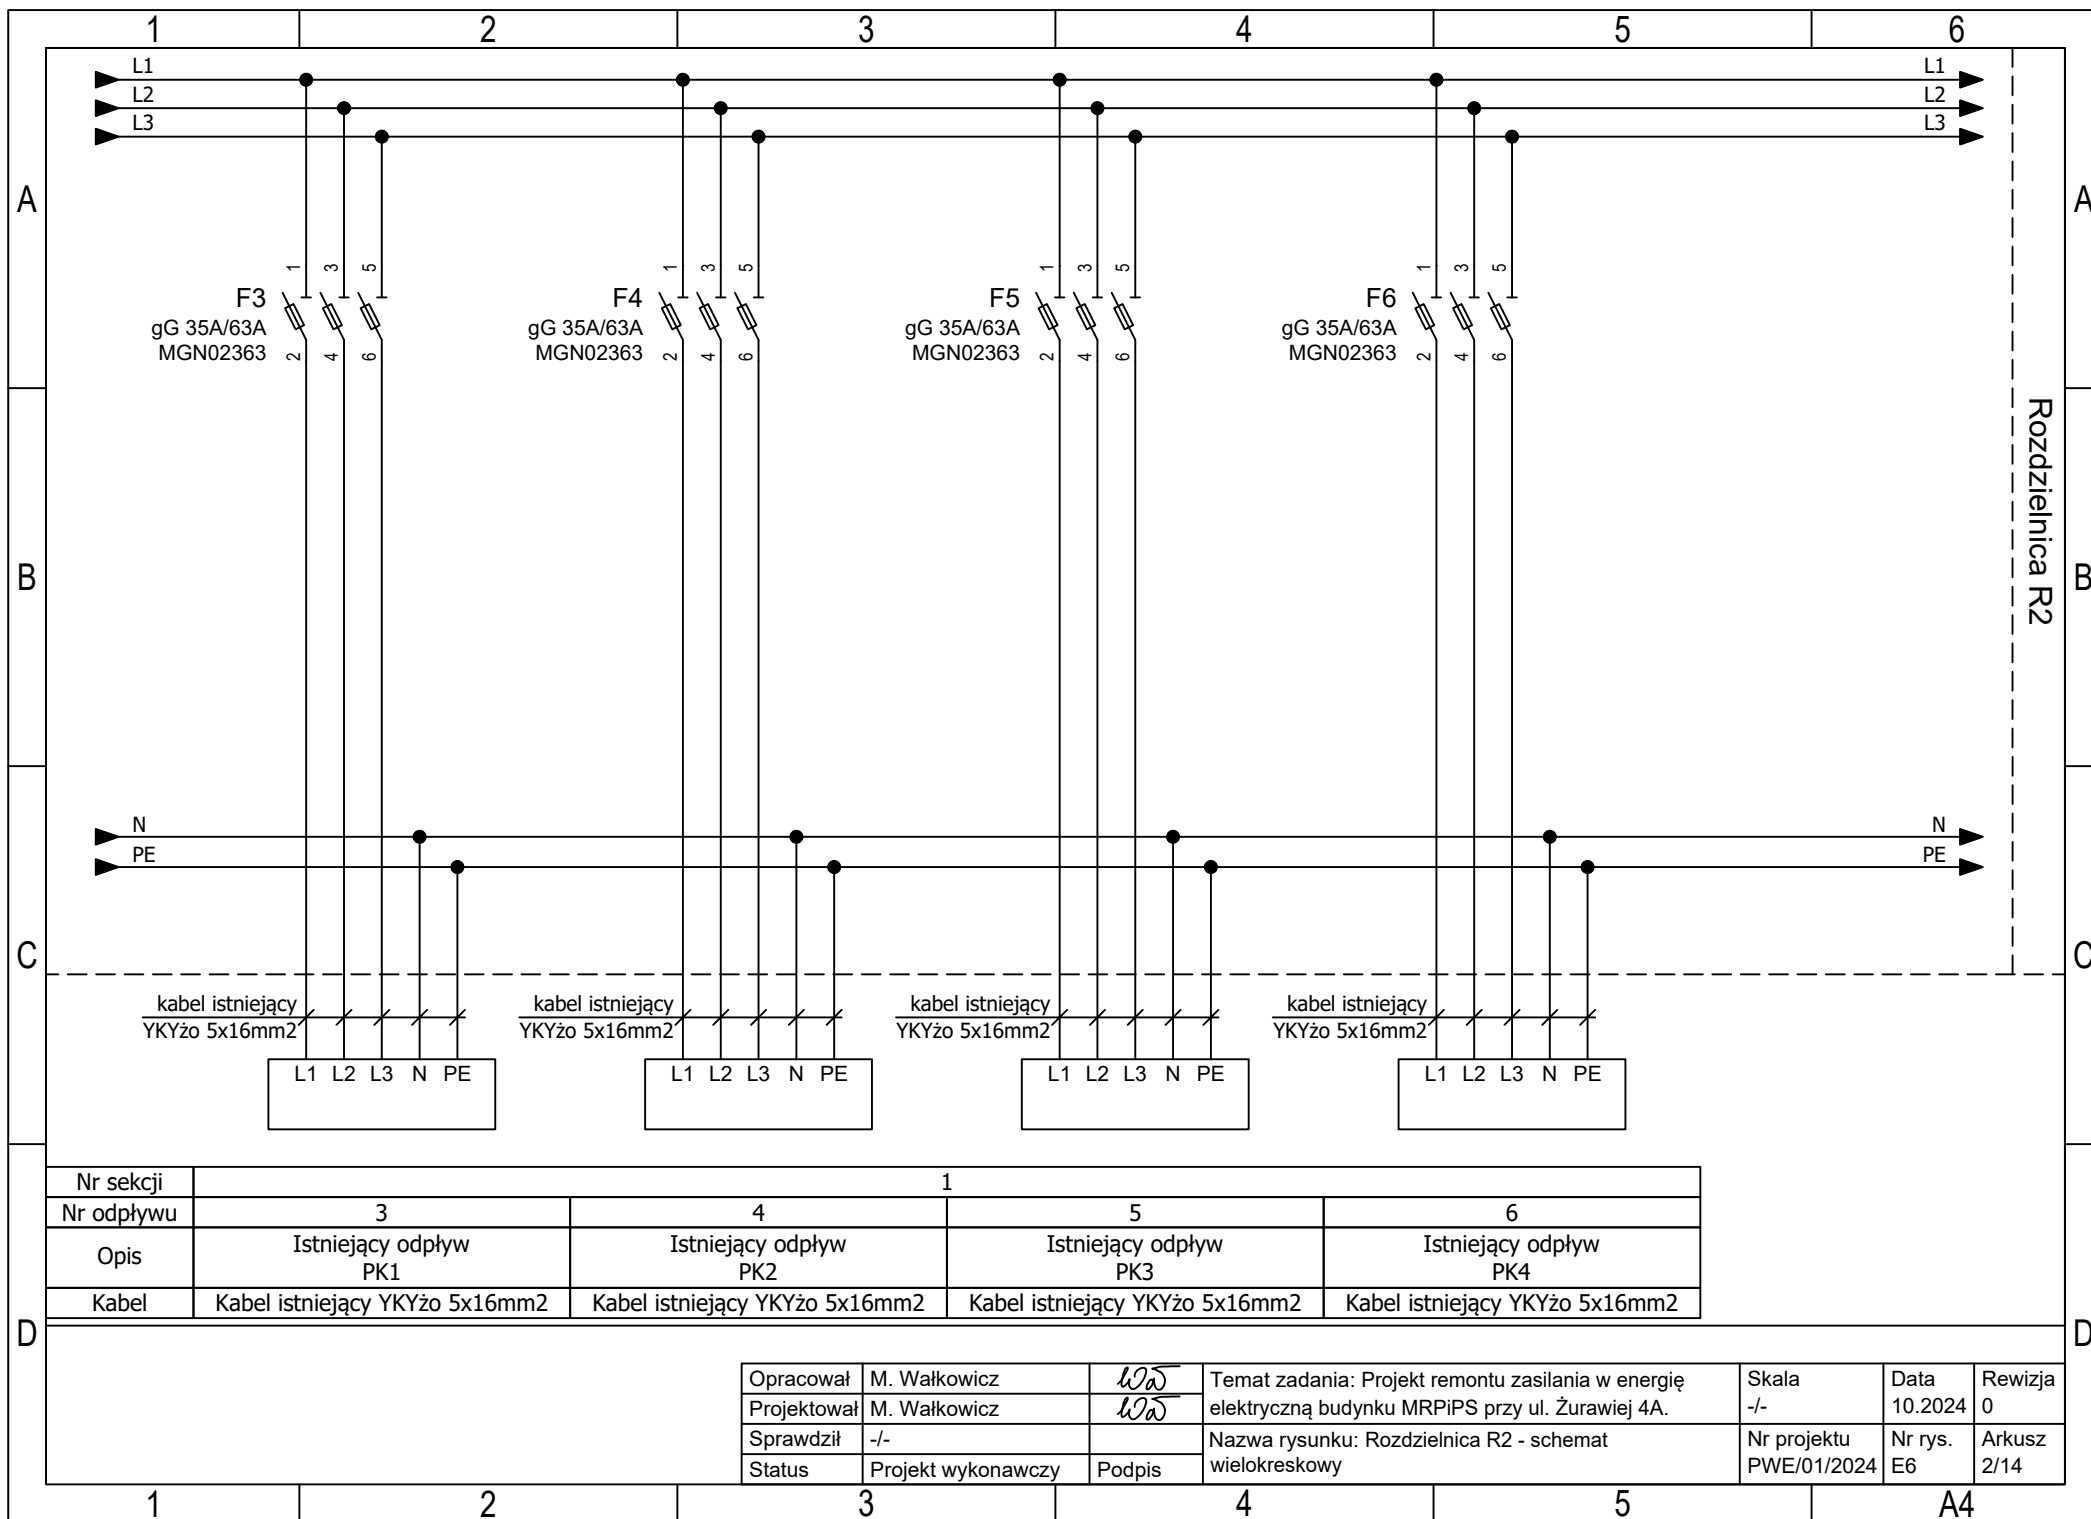 1 2 3 4 5 6
L1 L1
L2 L2
L3 L3
A A
1 3 5 1 3 5 1 3 5 1 3 5
F3 F4 F5 F6
gG 35A/63A gG 35A/63A gG 35A/63A gG 35A/63A
MGN02363 MGN02363 MGN02363 MGN02363
2 4 6 2 4 6 2 4 6 2 4 6
Rozdzielnica R2
B B
N N
PE PE
C C
kabel istniejący kabel istniejący kabel istniejący kabel istniejący
YKYżo 5x16mm2 YKYżo 5x16mm2 YKYżo 5x16mm2 YKYżo 5x16mm2
L1 L2 L3 N PE L1 L2 L3 N PE L1 L2 L3 N PE L1 L2 L3 N PE
Nr sekcji 1
Nr odpływu 3 4 5 6
Opis Istniejący odpływ Istniejący odpływ Istniejący odpływ Istniejący odpływ
PK1 PK2 PK3 PK4
Kabel Kabel istniejący YKYżo 5x16mm2 Kabel istniejący YKYżo 5x16mm2 Kabel istniejący YKYżo 5x16mm2 Kabel istniejący YKYżo 5x16mm2
D D
Opracował M. Wałkowicz Temat zadania: Projekt remontu zasilania w energię Skala Data Rewizja
Projektował M. Wałkowicz elektryczną budynku MRPiPS przy ul. Żurawiej 4A. -/- 10.2024 0
Sprawdził -/- Nazwa rysunku: Rozdzielnica R2 - schemat Nr projektu Nr rys. Arkusz
Status Projekt wykonawczy Podpis wielokreskowy PWE/01/2024 E6 2/14
1 2 3 4 5 A4